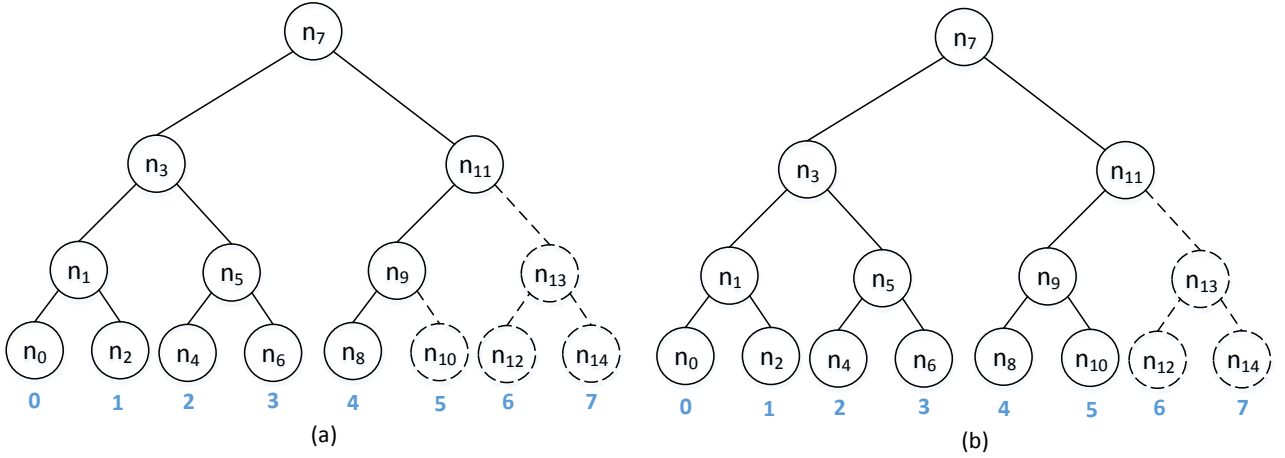 n₇ n₇
n₃ n₁₁ n₃ n₁₁
n₁ n₅ n₉ n₁₃ n₁ n₅ n₉ n₁₃
n₀ n₂ n₄ n₆ n₈ n₁₀ n₁₂ n₁₄ n₀ n₂ n₄ n₆ n₈ n₁₀ n₁₂ n₁₄
0 1 2 3 4 5 6 7 0 1 2 3 4 5 6 7
(a) (b)